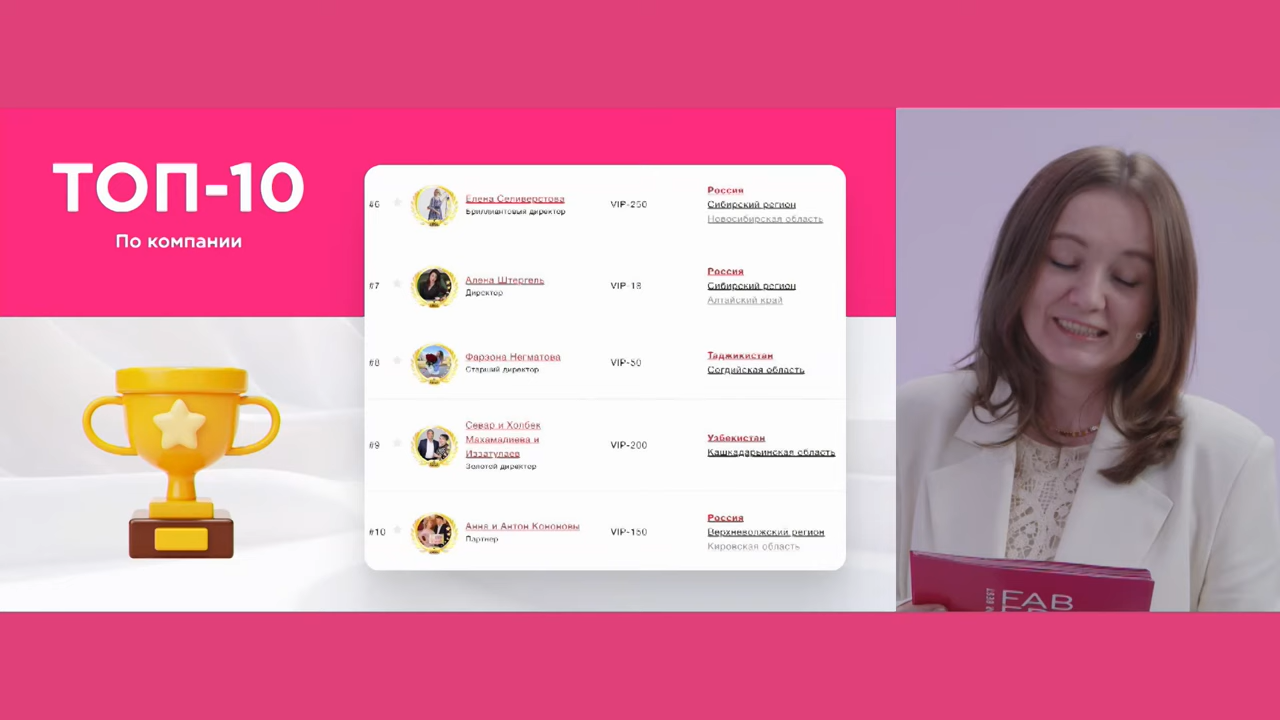 ТОП-10
По компании
#6
Елена Селиверстова
Бриллиантовый директор
VIP-250
Россия
Сибирский регион
Новосибирская область
#7
Алена Штергель
Директор
VIP-18
Россия
Сибирский регион
Алтайский край
#8
Фарзона Негматова
Старший директор
VIP-50
Таджикистан
Согдийская область
#9
Севар и Холбек
Махамадиева и
Иззатулаев
Золотой директор
VIP-200
Узбекистан
Кашкадарьинская область
#10
Анна и Антон Кононовы
Партнер
VIP-150
Россия
Верхневолжский регион
Кировская область
FAB